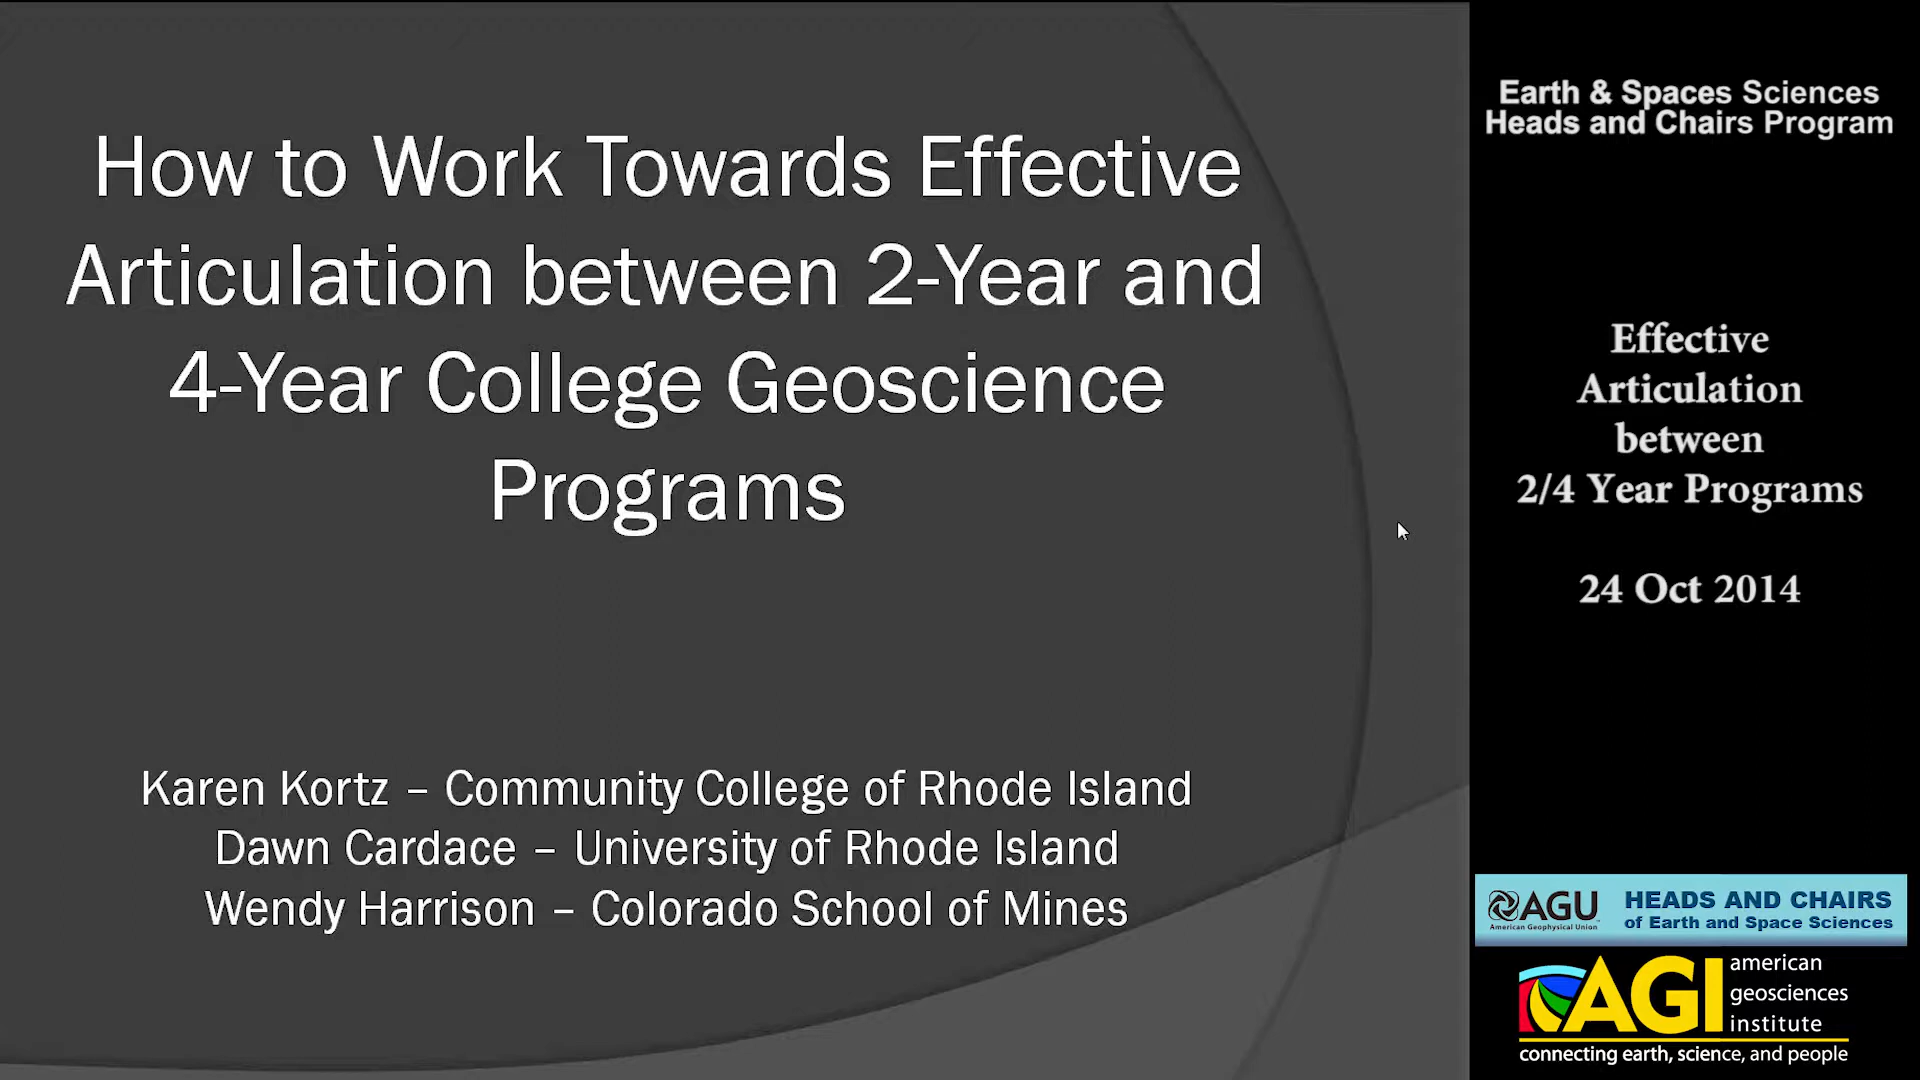 How to Work Towards Effective
Articulation between 2-Year and
4-Year College Geoscience
Programs
Karen Kortz – Community College of Rhode Island
Dawn Cardace – University of Rhode Island
Wendy Harrison – Colorado School of Mines
Earth & Spaces Sciences
Heads and Chairs Program
Effective
Articulation
between
2/4 Year Programs
24 Oct 2014
AGU
American Geophysical Union
HEADS AND CHAIRS
of Earth and Space Sciences
AGI
american
geosciences
institute
connecting earth, science, and people